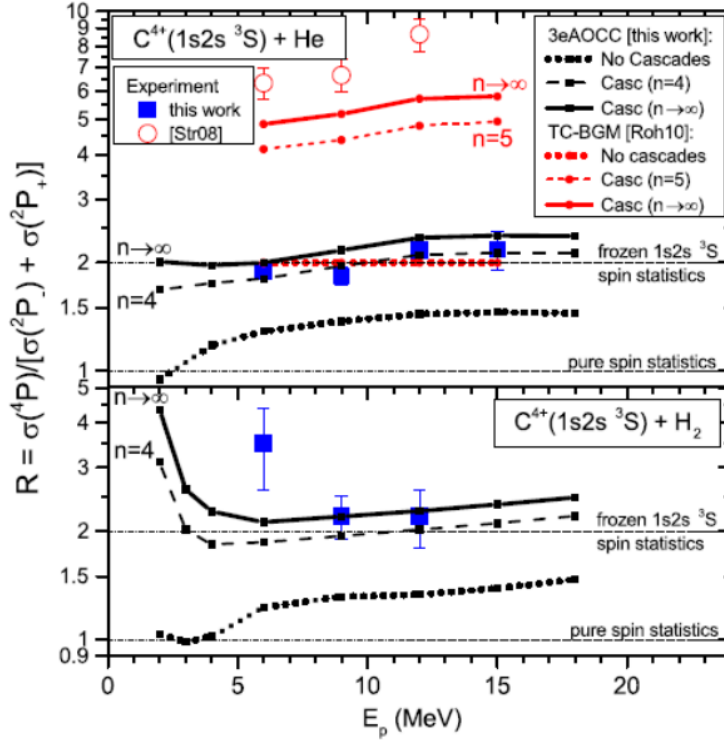 C⁴⁺(1s2s ³S) + He
Experiment
this work
[Str08]
3eAOCC [this work]:
No Cascades
Casc (n=4)
Casc (n→∞)
TC-BGM [Roh10]:
No cascades
Casc (n=5)
Casc (n→∞)
n→∞
n=5
n→∞
n=4
frozen 1s2s ³S
spin statistics
pure spin statistics
10
9
8
7
6
5
4
3
2
1.5
1
R = σ(⁴P)/[σ(²P₋) + σ(²P₊)]
C⁴⁺(1s2s ³S) + H₂
n→∞
n=4
frozen 1s2s ³S
spin statistics
pure spin statistics
5
4
3
2
1.5
1
0.9
0 5 10 15 20
Eₚ (MeV)